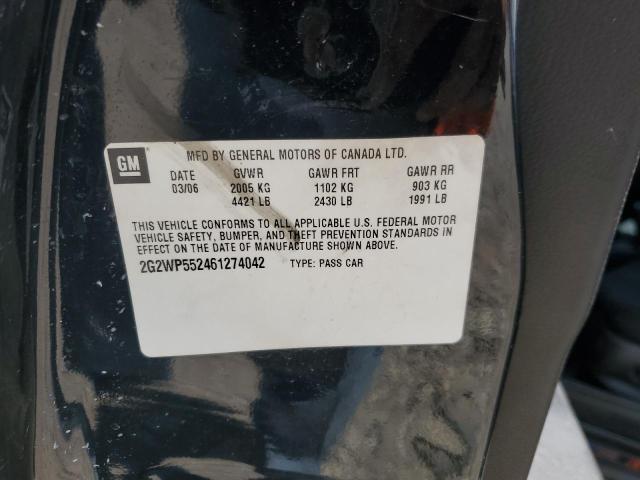 GM
MFD BY GENERAL MOTORS OF CANADA LTD.
DATE GVWR GAWR FRT GAWR RR
03/06 2005 KG 1102 KG 903 KG
4421 LB 2430 LB 1991 LB
THIS VEHICLE CONFORMS TO ALL APPLICABLE U.S. FEDERAL MOTOR
VEHICLE SAFETY, BUMPER, AND THEFT PREVENTION STANDARDS IN
EFFECT ON THE DATE OF MANUFACTURE SHOWN ABOVE.
2G2WP552461274042 TYPE: PASS CAR